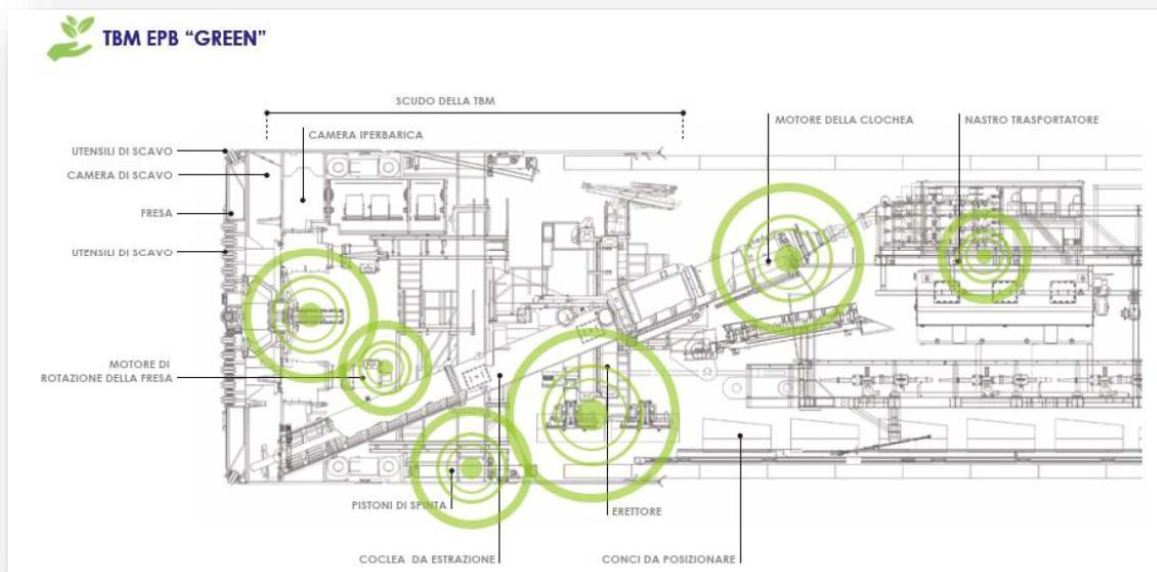 TBM EPB “GREEN”
SCUDO DELLA TBM
CAMERA IPERBARICA
MOTORE DELLA CLOCHEA
NASTRO TRASPORTATORE
UTENSILI DI SCAVO
CAMERA DI SCAVO
FRESA
UTENSILI DI SCAVO
MOTORE DI
ROTAZIONE DELLA FRESA
PISTONI DI SPINTA
ERETTORE
COCLEA DA ESTRAZIONE
CONCI DA POSIZIONARE